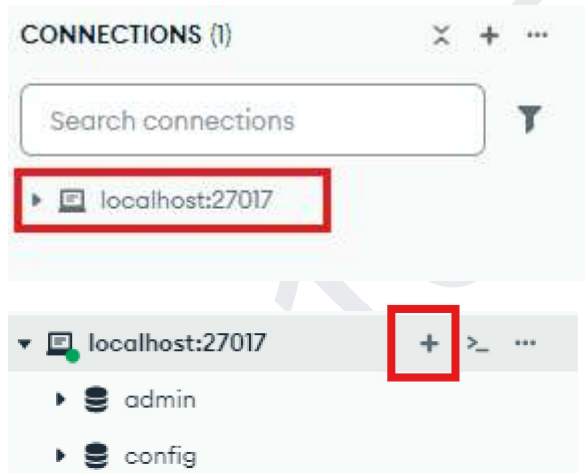 CONNECTIONS (1)
Search connections
localhost:27017
localhost:27017
admin
config